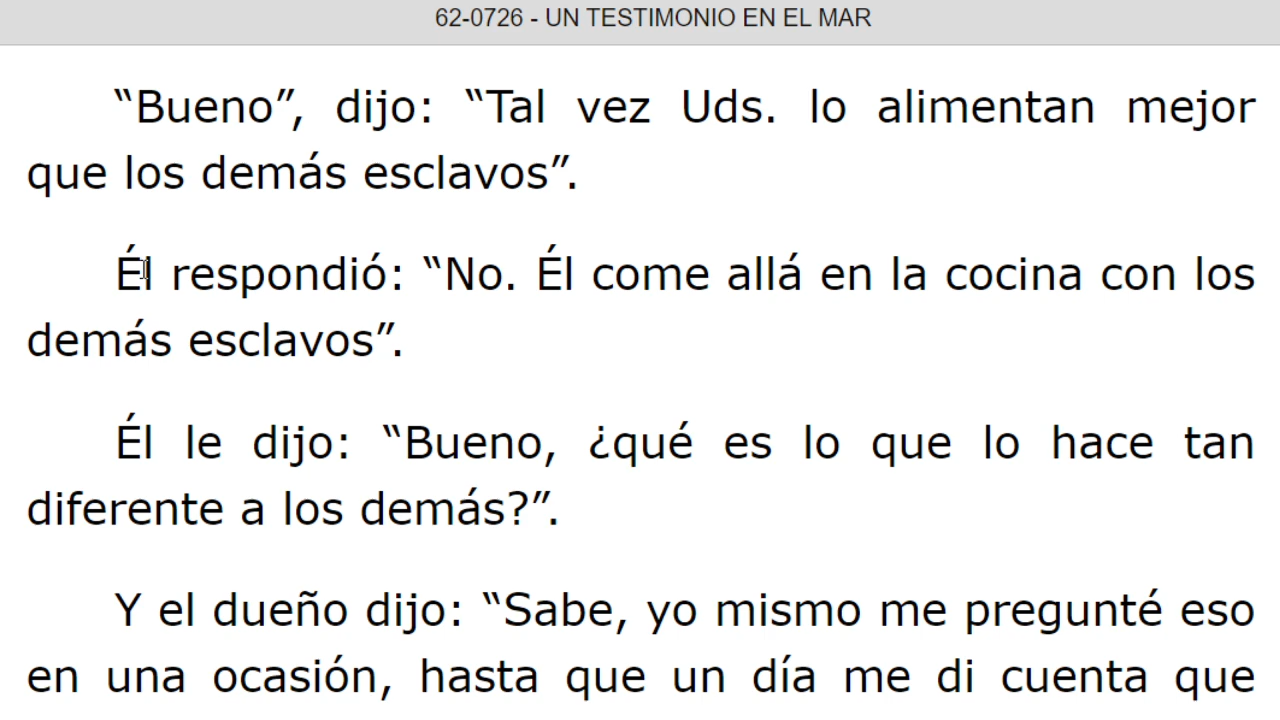 62-0726 - UN TESTIMONIO EN EL MAR
“Bueno”, dijo: “Tal vez Uds. lo alimentan mejor
que los demás esclavos”.
Él respondió: “No. Él come allá en la cocina con los
demás esclavos”.
Él le dijo: “Bueno, ¿qué es lo que lo hace tan
diferente a los demás?”.
Y el dueño dijo: “Sabe, yo mismo me pregunté eso
en una ocasión, hasta que un día me di cuenta que